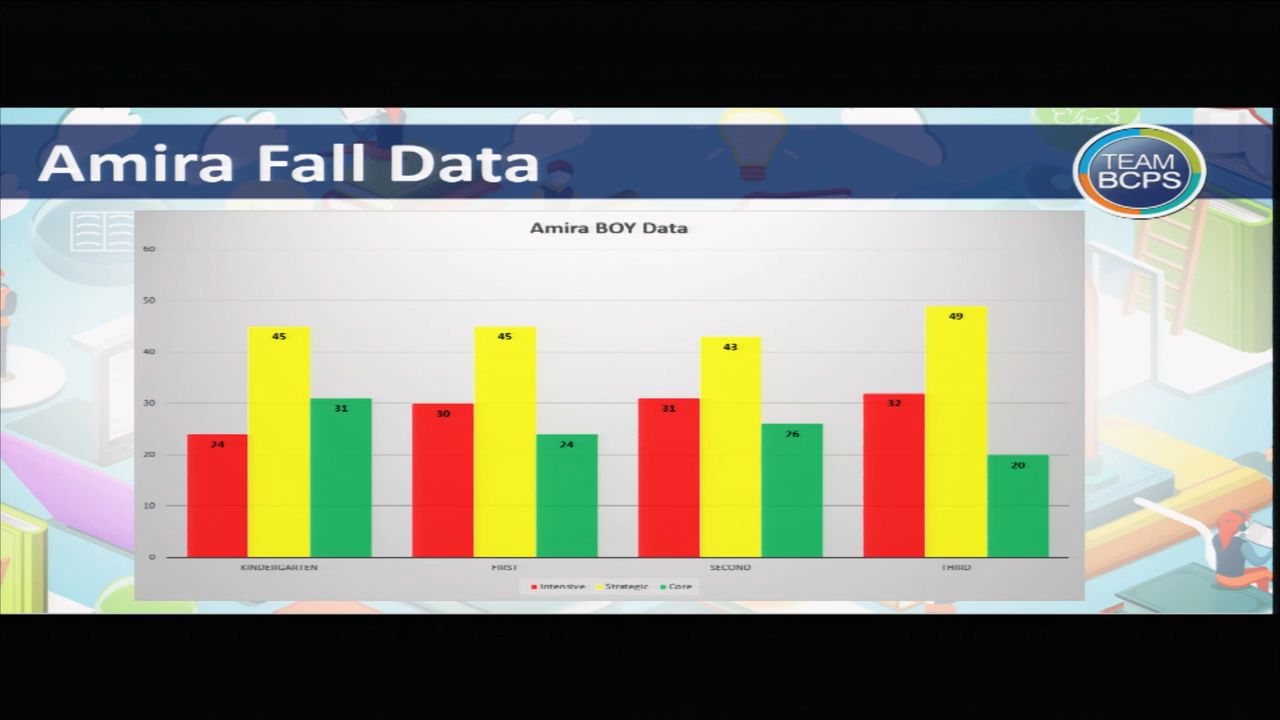 Amira Fall Data
TEAM
BCPS
Amira BOY Data
60
50
40
30
20
10
0
24
45
31
30
45
24
31
43
26
32
49
20
KINDERGARTEN
FIRST
SECOND
THIRD
Intensive Strategic Core